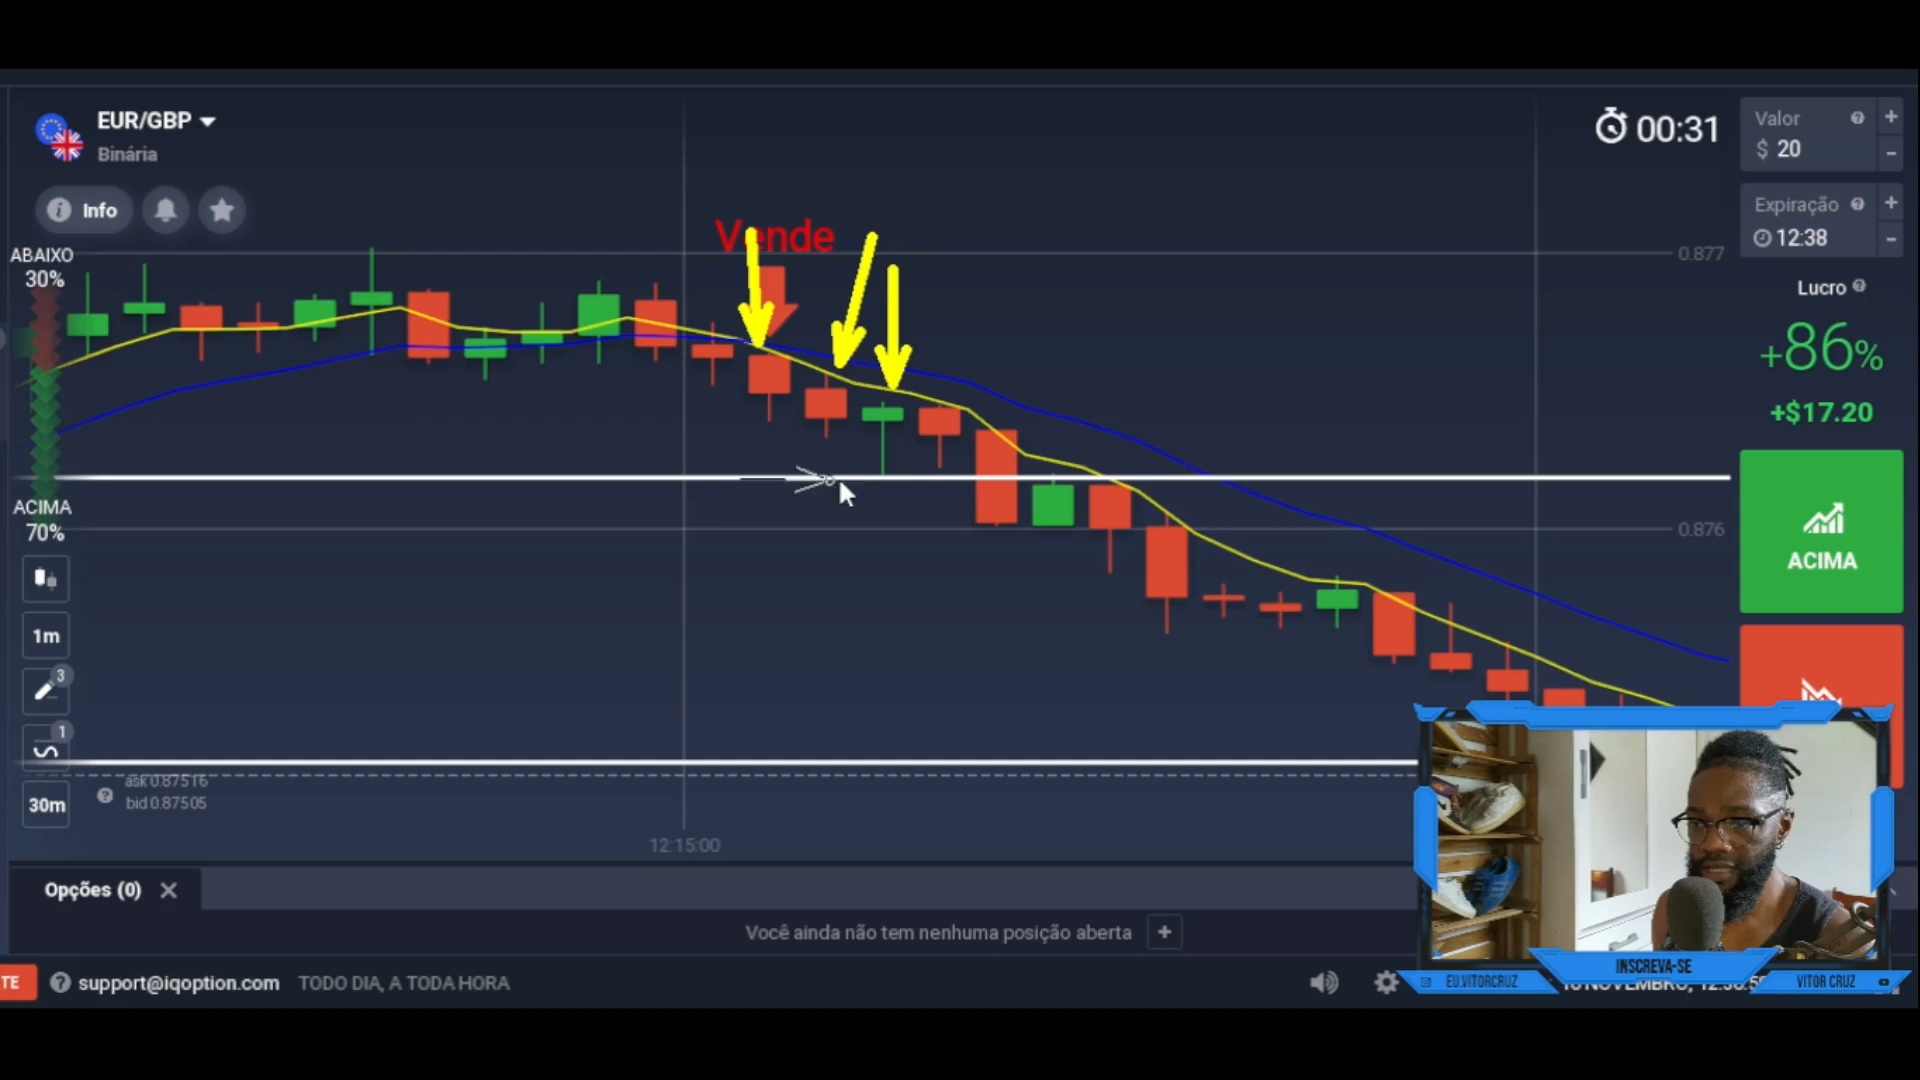 EUR/GBP
Binária
Info
ABAIXO
30%
ACIMA
70%
1m
3
1
30m
ask 0.87516
bid 0.87505
Vende
00:31
0.877
0.876
12:15:00
Valor
$ 20
Expiração
12:38
Lucro
+86%
+$17.20
ACIMA
Opções (0)
Você ainda não tem nenhuma posição aberta
TE
support@iqoption.com
TODO DIA, A TODA HORA
INSCREVA-SE
EU.VITORCRUZ
VITOR CRUZ